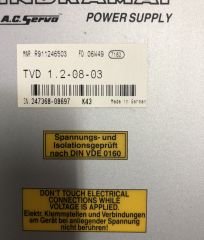 INDRAMAT
A.C. Servo POWER SUPPLY
MNR: R911246503 FD: 06W49 7160
TVD 1.2-08-03
SN: 247368-08697 K43 Made in Germany
Spannungs- und
Isolationsgeprüft
nach DIN VDE 0160
DON'T TOUCH ELECTRICAL
CONNECTIONS WHILE
VOLTAGE IS APPLIED.
Elektr. Klemmstellen und Verbindungen
am Gerät bei anliegender Spannung
nicht berühren.